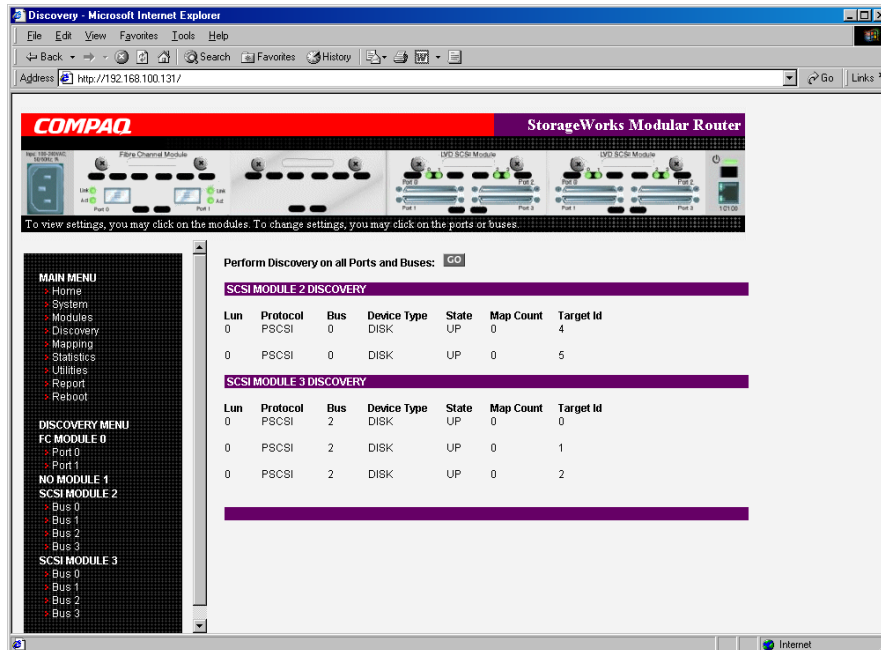 Discovery - Microsoft Internet Explorer
File Edit View Favorites Tools Help
Back Search Favorites History
Address http://192.168.100.131/ Go Links
COMPAQ StorageWorks Modular Router
Fibre Channel Module LVD SCSI Module LVD SCSI Module
Link Link Port 0 Port 2 Port 0 Port 2
Act Act
Port 0 Port 1 Port 1 Port 3 Port 1 Port 3
To view settings, you may click on the modules. To change settings, you may click on the ports or buses.
MAIN MENU
Home
System
Modules
Discovery
Mapping
Statistics
Utilities
Report
Reboot
DISCOVERY MENU
FC MODULE 0
Port 0
Port 1
NO MODULE 1
SCSI MODULE 2
Bus 0
Bus 1
Bus 2
Bus 3
SCSI MODULE 3
Bus 0
Bus 1
Bus 2
Bus 3
Perform Discovery on all Ports and Buses: GO
SCSI MODULE 2 DISCOVERY
Lun Protocol Bus Device Type State Map Count Target Id
0 PSCSI 0 DISK UP 0 4
0 PSCSI 0 DISK UP 0 5
SCSI MODULE 3 DISCOVERY
Lun Protocol Bus Device Type State Map Count Target Id
0 PSCSI 2 DISK UP 0 0
0 PSCSI 2 DISK UP 0 1
0 PSCSI 2 DISK UP 0 2
Internet